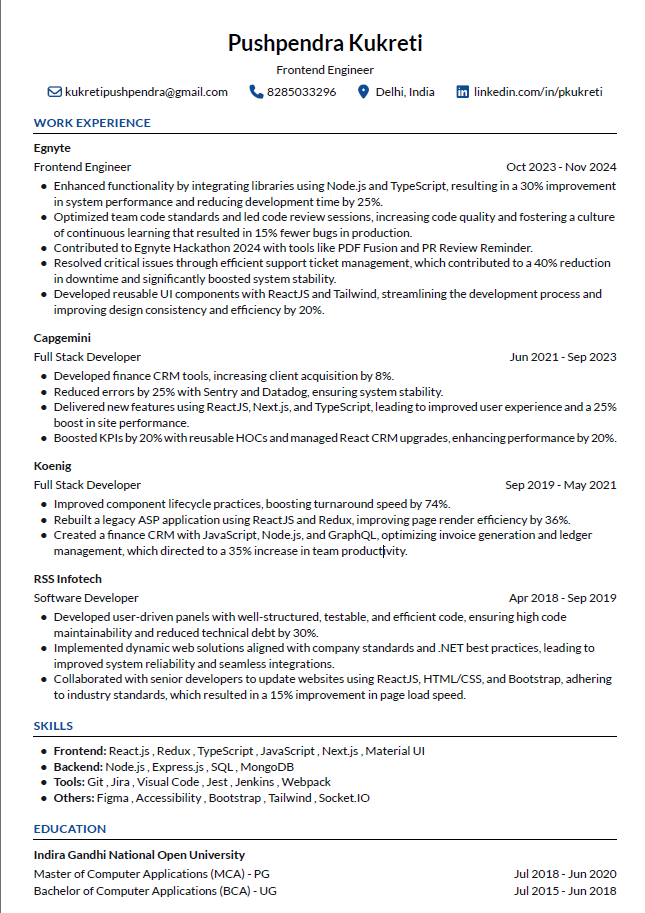 Pushpendra Kukreti
Frontend Engineer
kukretipushpendra@gmail.com 8285033296 Delhi, India linkedin.com/in/pkukreti
WORK EXPERIENCE
Egnyte
Frontend Engineer Oct 2023 - Nov 2024
● Enhanced functionality by integrating libraries using Node.js and TypeScript, resulting in a 30% improvement
in system performance and reducing development time by 25%.
● Optimized team code standards and led code review sessions, increasing code quality and fostering a culture
of continuous learning that resulted in 15% fewer bugs in production.
● Contributed to Egnyte Hackathon 2024 with tools like PDF Fusion and PR Review Reminder.
● Resolved critical issues through efficient support ticket management, which contributed to a 40% reduction
in downtime and significantly boosted system stability.
● Developed reusable UI components with ReactJS and Tailwind, streamlining the development process and
improving design consistency and efficiency by 20%.
Capgemini
Full Stack Developer Jun 2021 - Sep 2023
● Developed finance CRM tools, increasing client acquisition by 8%.
● Reduced errors by 25% with Sentry and Datadog, ensuring system stability.
● Delivered new features using ReactJS, Next.js, and TypeScript, leading to improved user experience and a 25%
boost in site performance.
● Boosted KPIs by 20% with reusable HOCs and managed React CRM upgrades, enhancing performance by 20%.
Koenig
Full Stack Developer Sep 2019 - May 2021
● Improved component lifecycle practices, boosting turnaround speed by 74%.
● Rebuilt a legacy ASP application using ReactJS and Redux, improving page render efficiency by 36%.
● Created a finance CRM with JavaScript, Node.js, and GraphQL, optimizing invoice generation and ledger
management, which directed to a 35% increase in team productivity.
RSS Infotech
Software Developer Apr 2018 - Sep 2019
● Developed user-driven panels with well-structured, testable, and efficient code, ensuring high code
maintainability and reduced technical debt by 30%.
● Implemented dynamic web solutions aligned with company standards and .NET best practices, leading to
improved system reliability and seamless integrations.
● Collaborated with senior developers to update websites using ReactJS, HTML/CSS, and Bootstrap, adhering
to industry standards, which resulted in a 15% improvement in page load speed.
SKILLS
● Frontend: React.js , Redux , TypeScript , JavaScript , Next.js , Material UI
● Backend: Node.js , Express.js , SQL , MongoDB
● Tools: Git , Jira , Visual Code , Jest , Jenkins , Webpack
● Others: Figma , Accessibility , Bootstrap , Tailwind , Socket.IO
EDUCATION
Indira Gandhi National Open University
Master of Computer Applications (MCA) - PG Jul 2018 - Jun 2020
Bachelor of Computer Applications (BCA) - UG Jul 2015 - Jun 2018